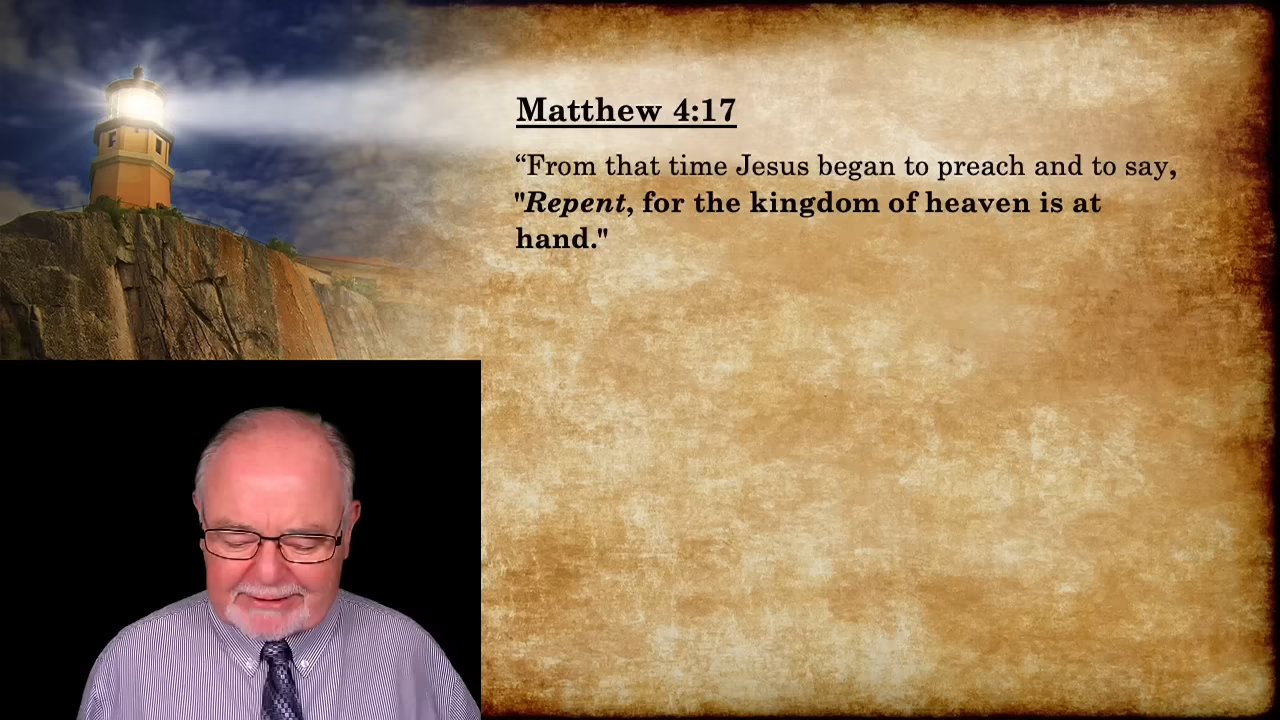 Matthew 4:17
“From that time Jesus began to preach and to say,
"Repent, for the kingdom of heaven is at
hand."